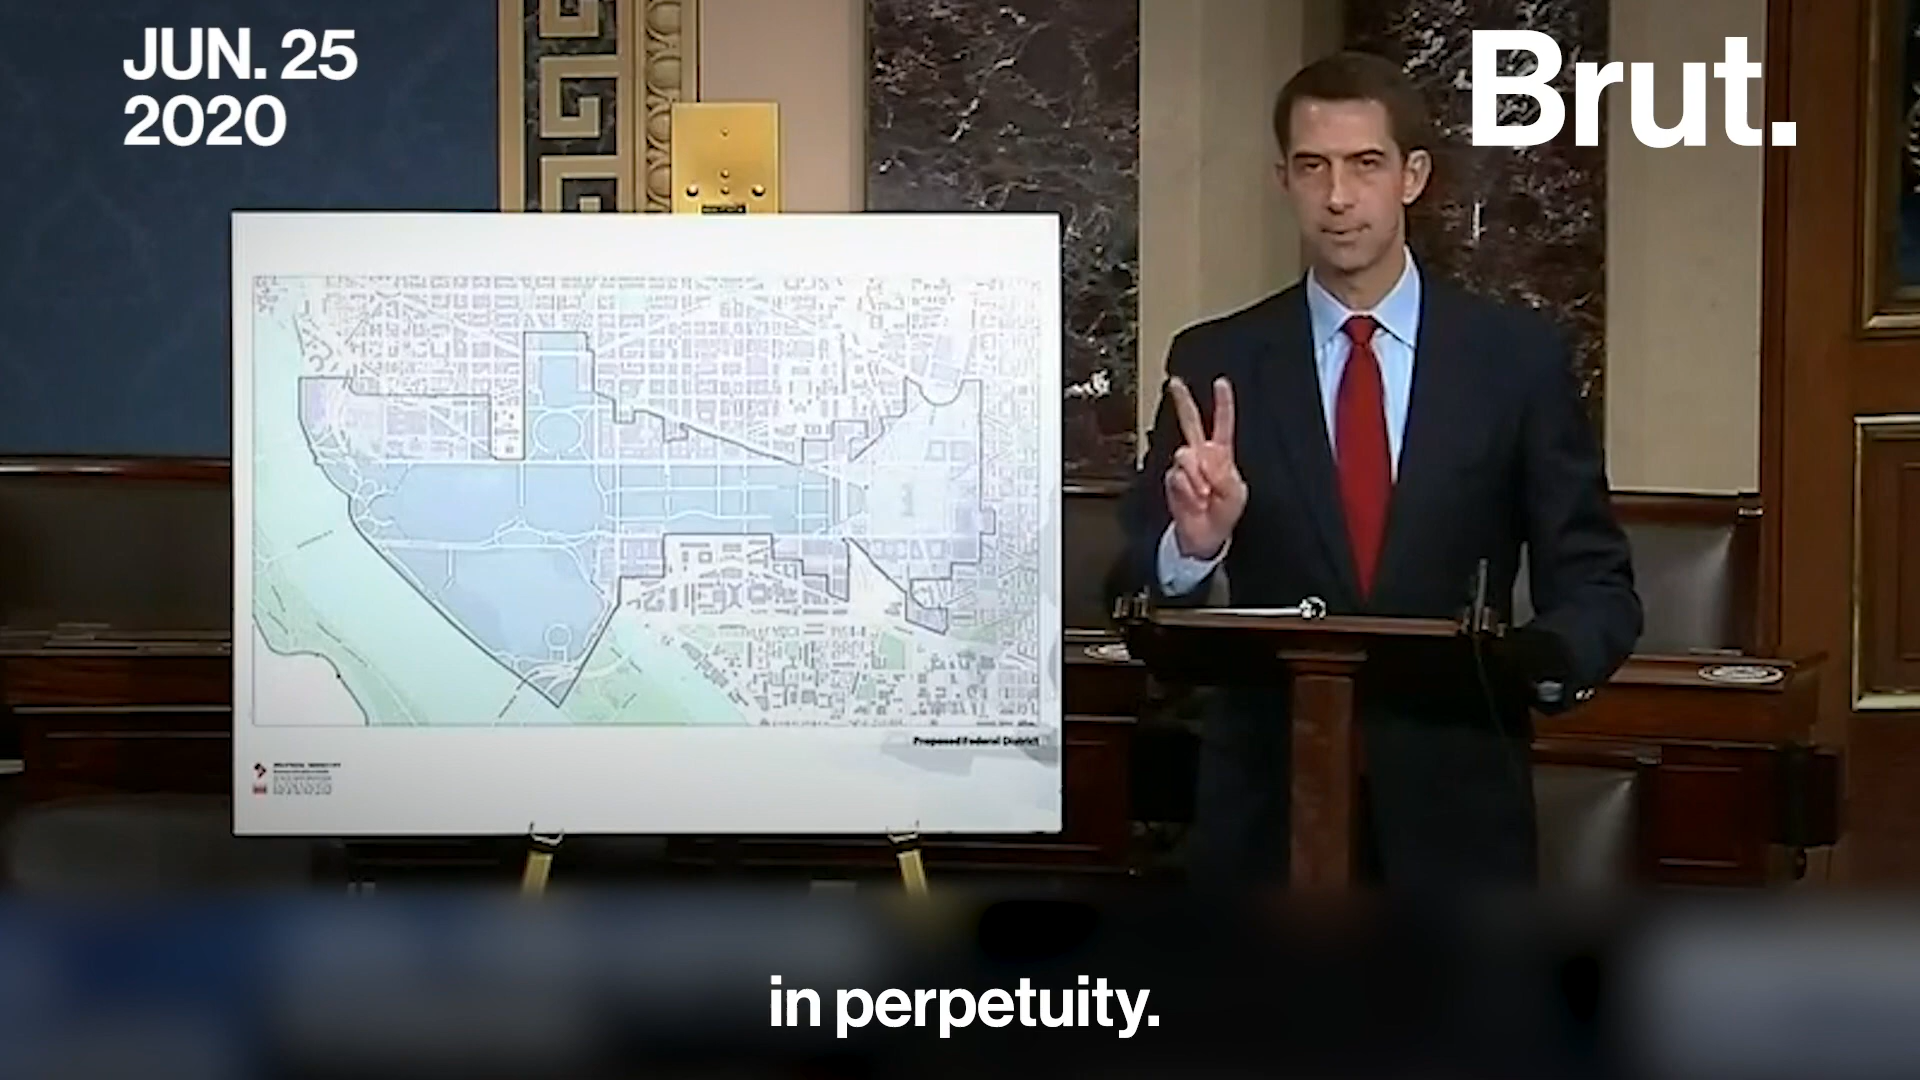 JUN. 25
2020
Brut.
Proposed Federal District
in perpetuity.